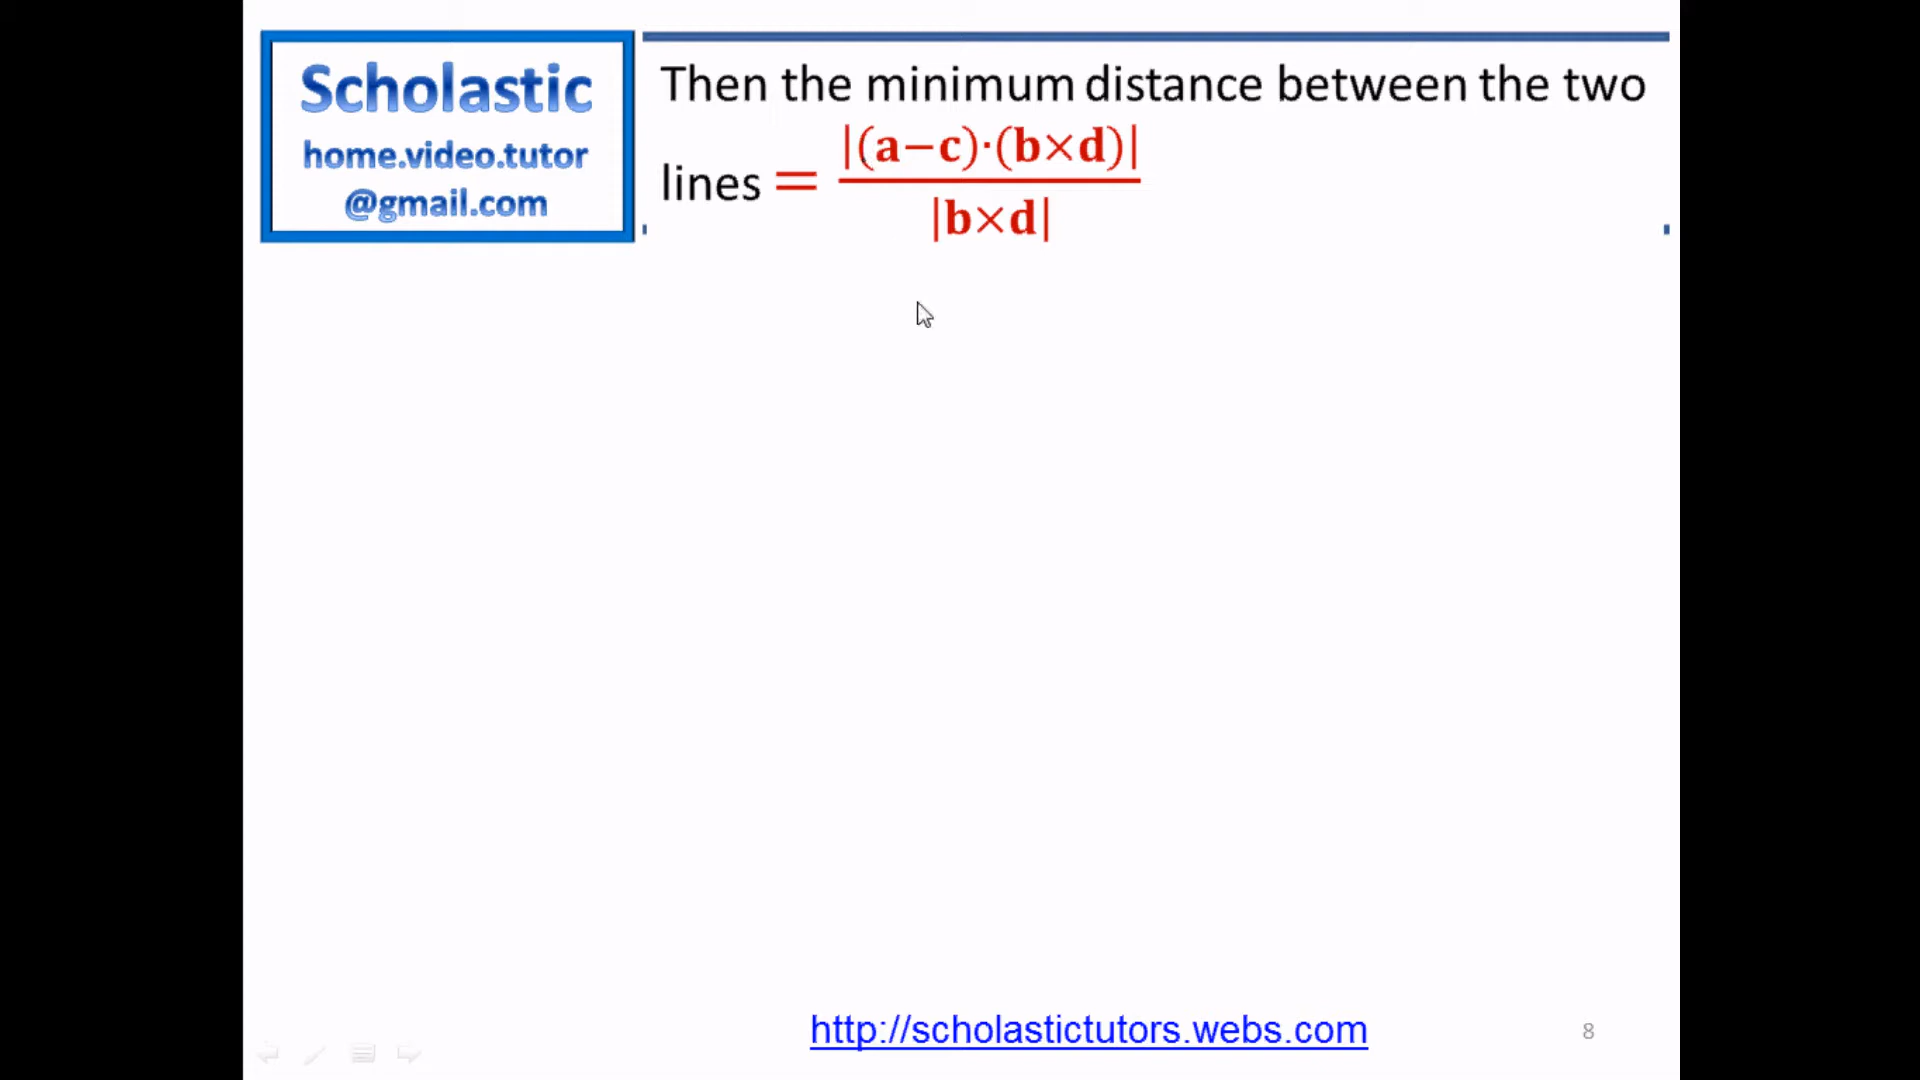 Scholastic
home.video.tutor
@gmail.com
Then the minimum distance between the two
lines = |(a−c)·(b×d)| / |b×d|
http://scholastictutors.webs.com
8